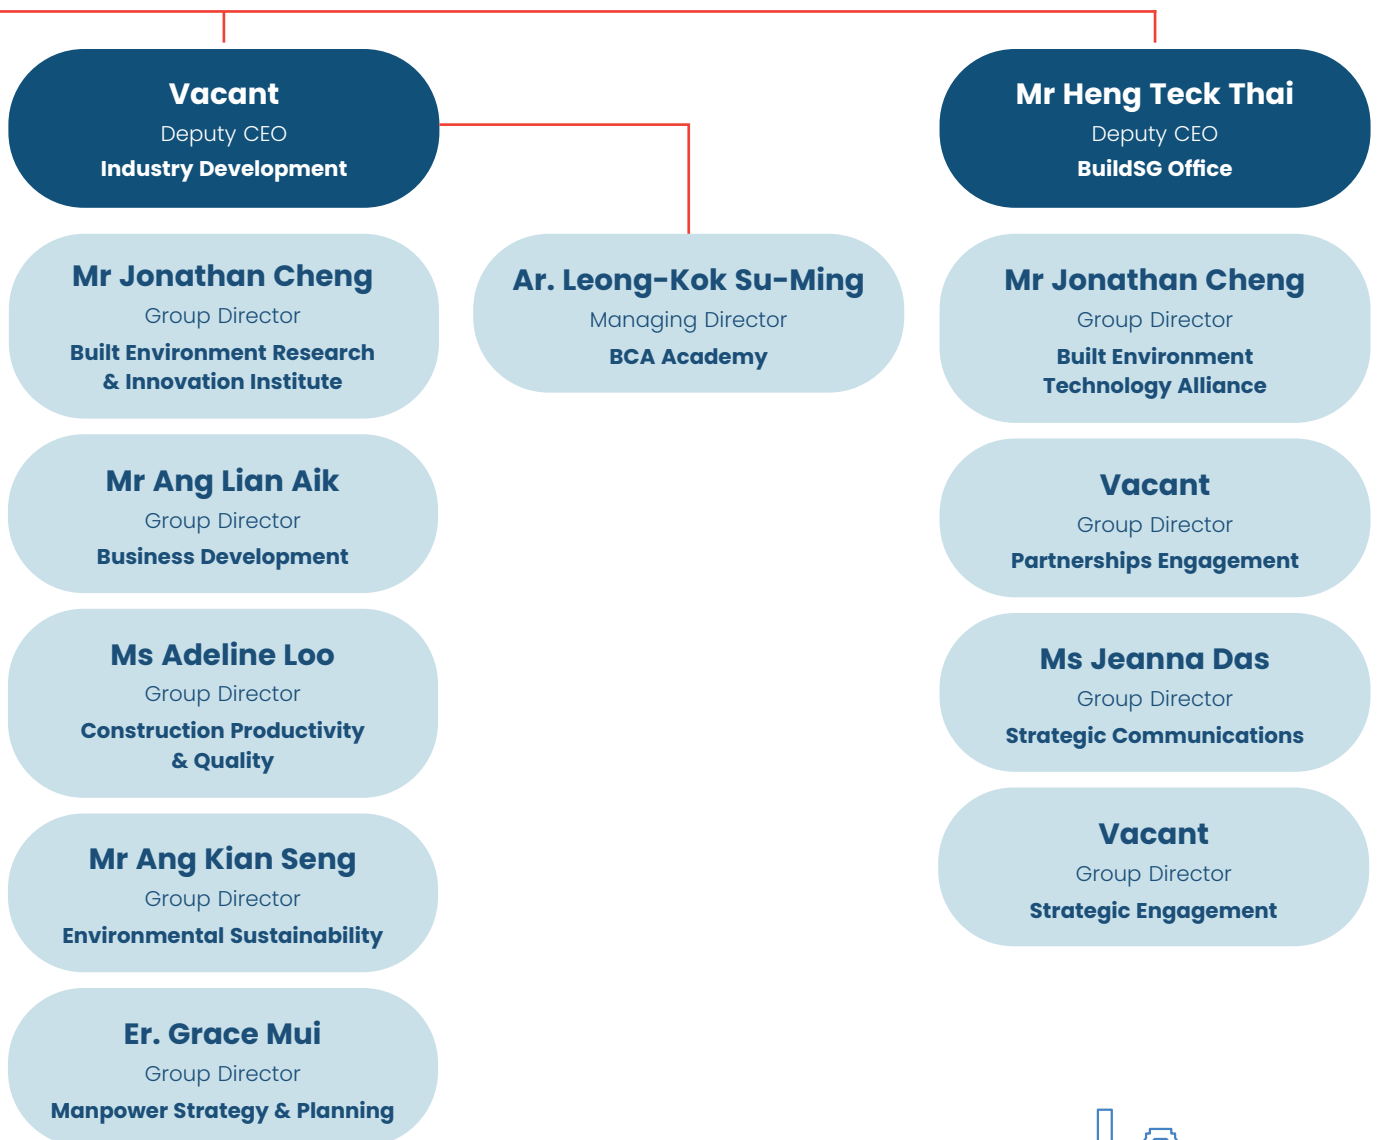 Vacant
Deputy CEO
Industry Development
Mr Jonathan Cheng
Group Director
Built Environment Research
& Innovation Institute
Mr Ang Lian Aik
Group Director
Business Development
Ms Adeline Loo
Group Director
Construction Productivity
& Quality
Mr Ang Kian Seng
Group Director
Environmental Sustainability
Er. Grace Mui
Group Director
Manpower Strategy & Planning
Ar. Leong-Kok Su-Ming
Managing Director
BCA Academy
Mr Heng Teck Thai
Deputy CEO
BuildSG Office
Mr Jonathan Cheng
Group Director
Built Environment
Technology Alliance
Vacant
Group Director
Partnerships Engagement
Ms Jeanna Das
Group Director
Strategic Communications
Vacant
Group Director
Strategic Engagement